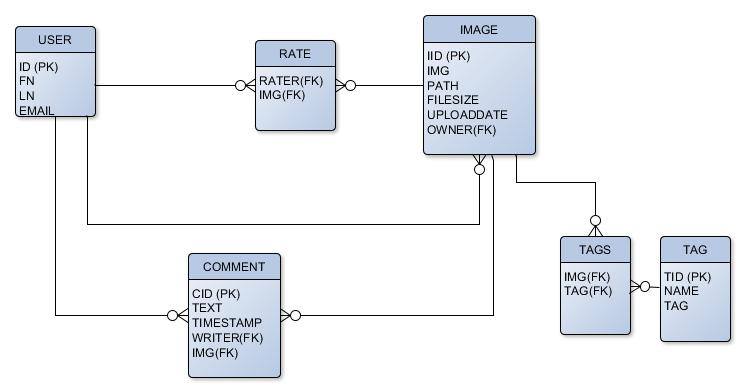 USER
ID (PK)
FN
LN
EMAIL
RATE
RATER(FK)
IMG(FK)
IMAGE
IID (PK)
IMG
PATH
FILESIZE
UPLOADDATE
OWNER(FK)
COMMENT
CID (PK)
TEXT
TIMESTAMP
WRITER(FK)
IMG(FK)
TAGS
IMG(FK)
TAG(FK)
TAG
TID (PK)
NAME
TAG